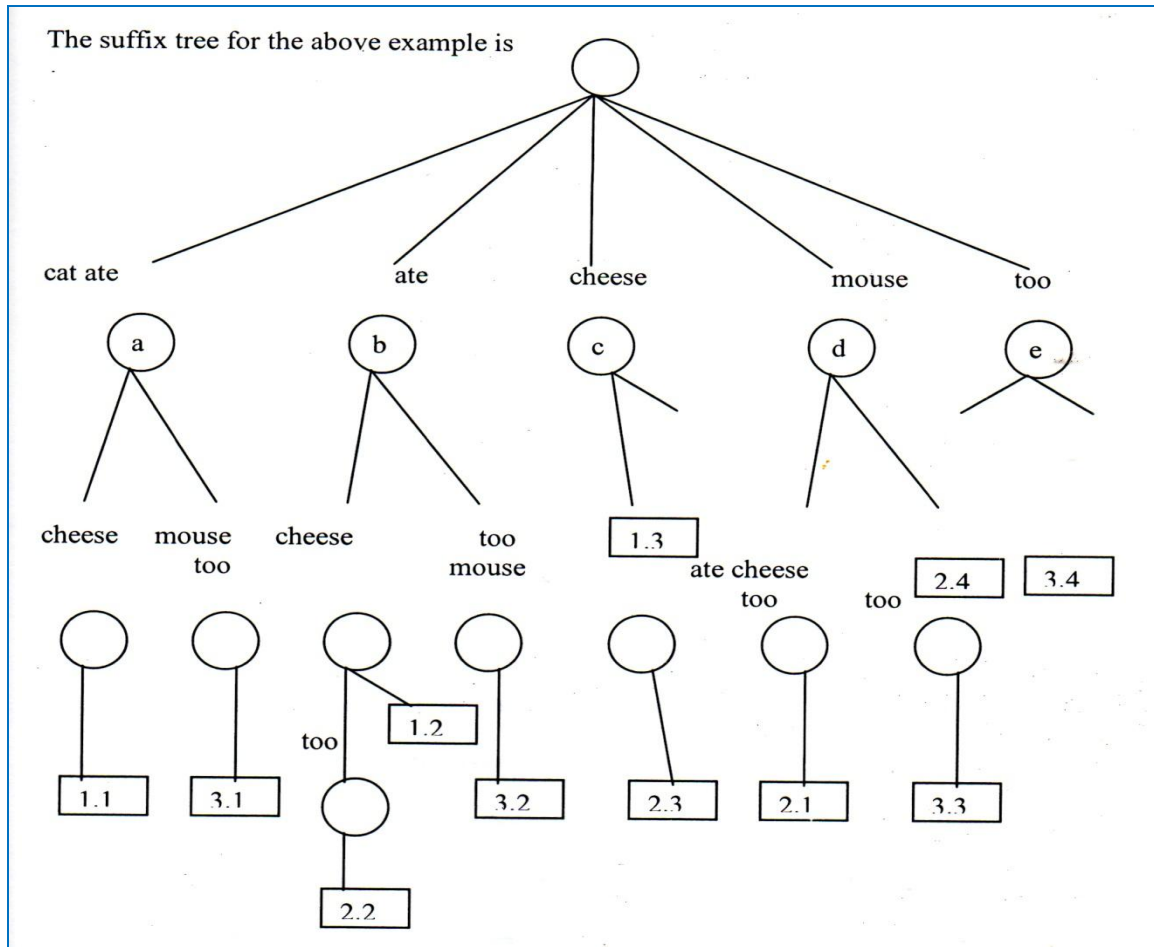 The suffix tree for the above example is
cat ate
ate
cheese
mouse
too
a
b
c
d
e
cheese
mouse
too
cheese
too
mouse
1.3
ate cheese
too
too
2.4
3.4
too
1.2
1.1
3.1
3.2
2.3
2.1
3.3
2.2